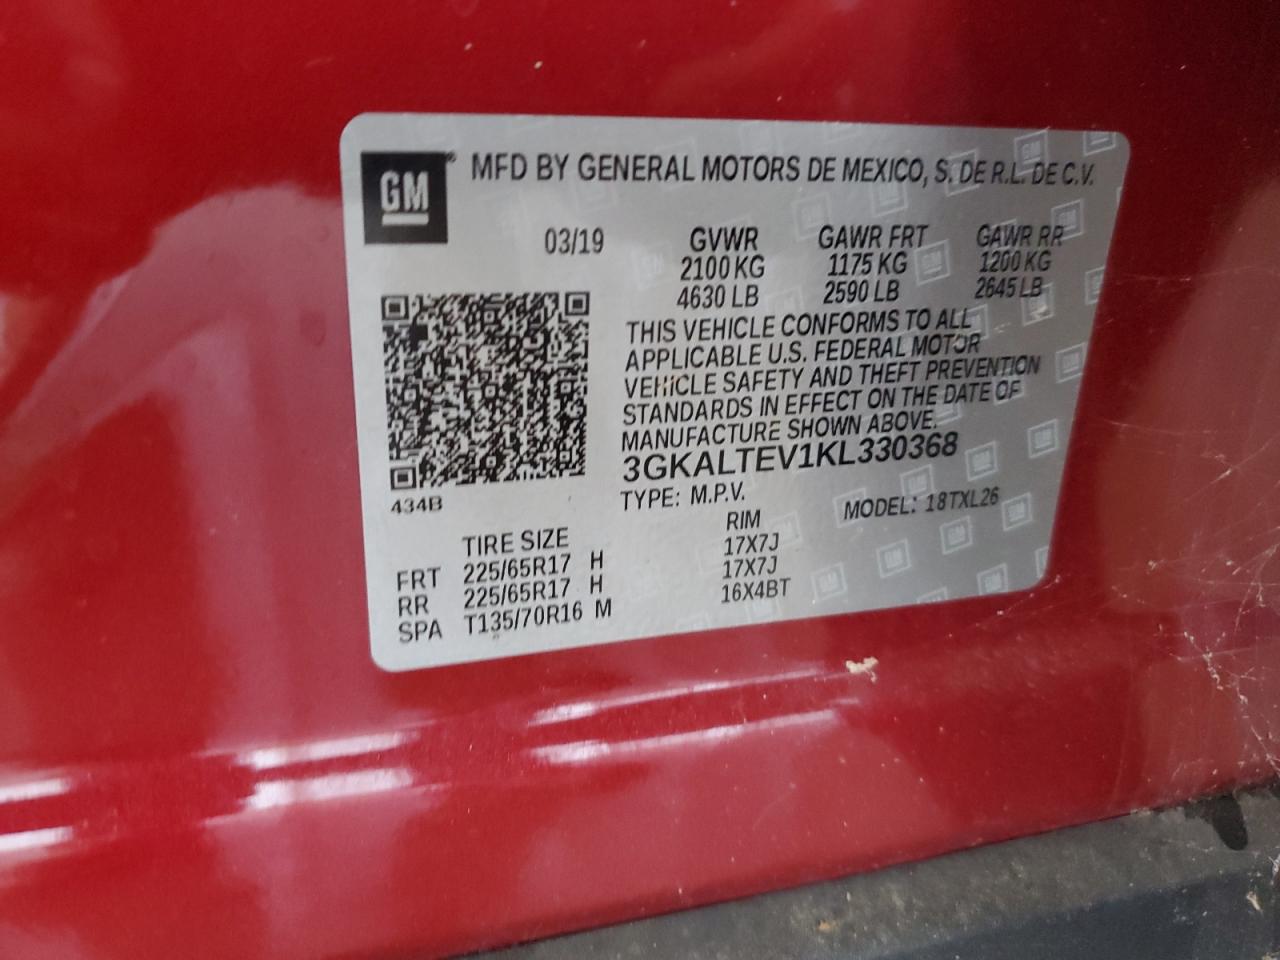 GM
MFD BY GENERAL MOTORS DE MEXICO, S. DE R.L. DE C.V.
03/19 GVWR GAWR FRT GAWR RR
2100 KG 1175 KG 1200 KG
4630 LB 2590 LB 2645 LB
THIS VEHICLE CONFORMS TO ALL
APPLICABLE U.S. FEDERAL MOTOR
VEHICLE SAFETY AND THEFT PREVENTION
STANDARDS IN EFFECT ON THE DATE OF
MANUFACTURE SHOWN ABOVE.
3GKALTEV1KL330368
434B TYPE: M.P.V. MODEL: 18TXL26
TIRE SIZE RIM
FRT 225/65R17 H 17X7J
RR 225/65R17 H 17X7J
SPA T135/70R16 M 16X4BT